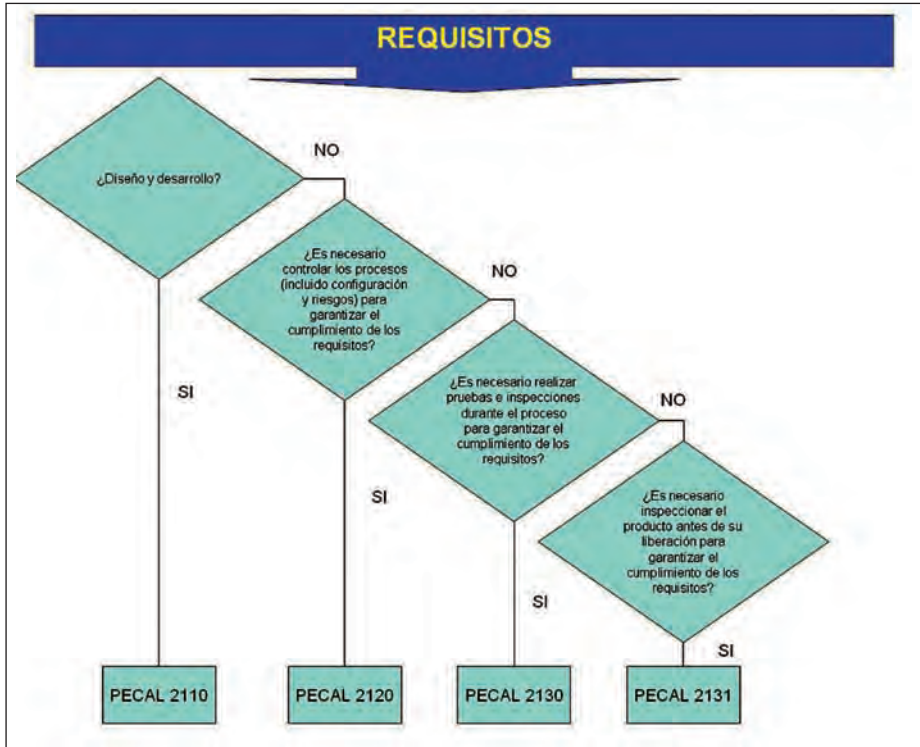 REQUISITOS
¿Diseño y desarrollo?
NO
¿Es necesario
controlar los procesos
(incluido configuración
y riesgos) para
garantizar el
cumplimiento de los
requisitos?
NO
¿Es necesario realizar
pruebas e inspecciones
durante el proceso
para garantizar el
cumplimiento de los
requisitos?
NO
¿Es necesario
inspeccionar el
producto antes de su
liberación para
garantizar el
cumplimiento de los
requisitos?
SI
SI
SI
SI
PECAL 2110
PECAL 2120
PECAL 2130
PECAL 2131